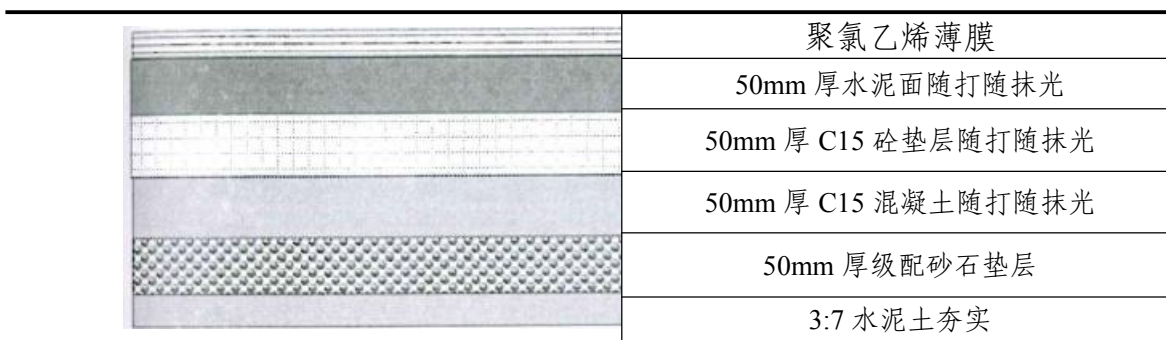 聚氯乙烯薄膜
50mm 厚水泥面随打随抹光
50mm 厚 C15 砼垫层随打随抹光
50mm 厚 C15 混凝土随打随抹光
50mm 厚级配砂石垫层
3:7 水泥土夯实